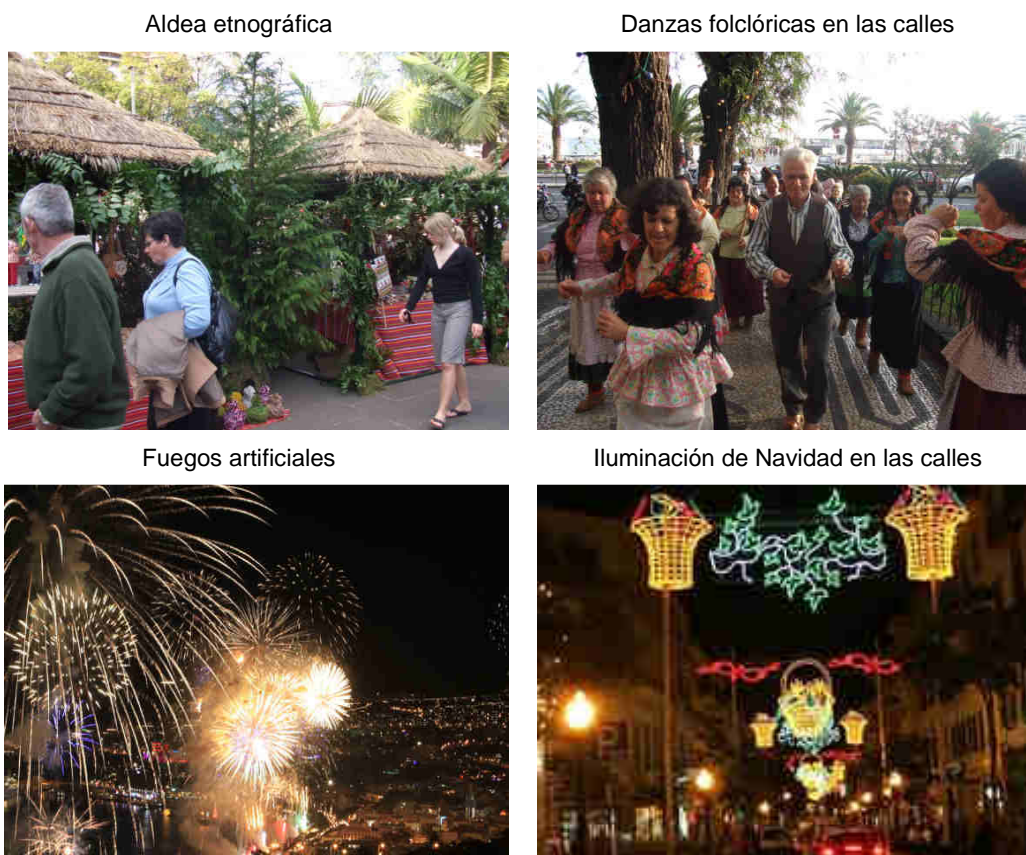 Aldea etnográfica
Danzas folclóricas en las calles
Fuegos artificiales
Iluminación de Navidad en las calles